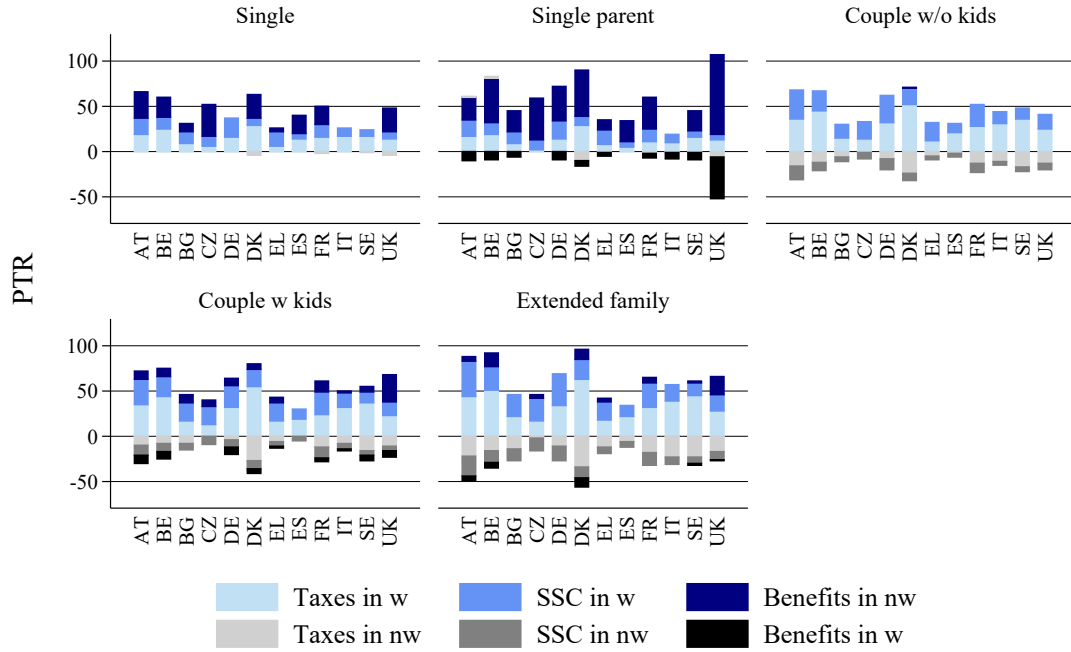 Single
Single parent
Couple w/o kids
100
50
0
-50
AT BE BG CZ DE DK EL ES FR IT SE UK
AT BE BG CZ DE DK EL ES FR IT SE UK
AT BE BG CZ DE DK EL ES FR IT SE UK
PTR
Couple w kids
Extended family
100
50
0
-50
AT BE BG CZ DE DK EL ES FR IT SE UK
AT BE BG CZ DE DK EL ES FR IT SE UK
Taxes in w
SSC in w
Benefits in nw
Taxes in nw
SSC in nw
Benefits in w